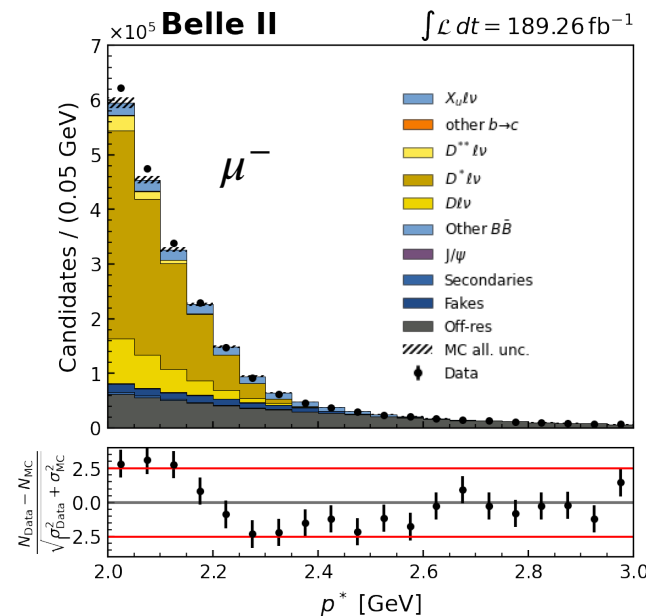 ×10⁵ Belle II ∫ℒ dt = 189.26 fb⁻¹
Candidates / (0.05 GeV)
7
6
5
4
3
2
1
0
μ⁻
X_uℓν
other b→c
D**ℓν
D*ℓν
Dℓν
Other BB̄
J/ψ
Secondaries
Fakes
Off-res
MC all. unc.
Data
N_Data − N_MC
√ρ²_Data + σ²_MC
2.5
0.0
2.5
2.0 2.2 2.4 2.6 2.8 3.0
p* [GeV]